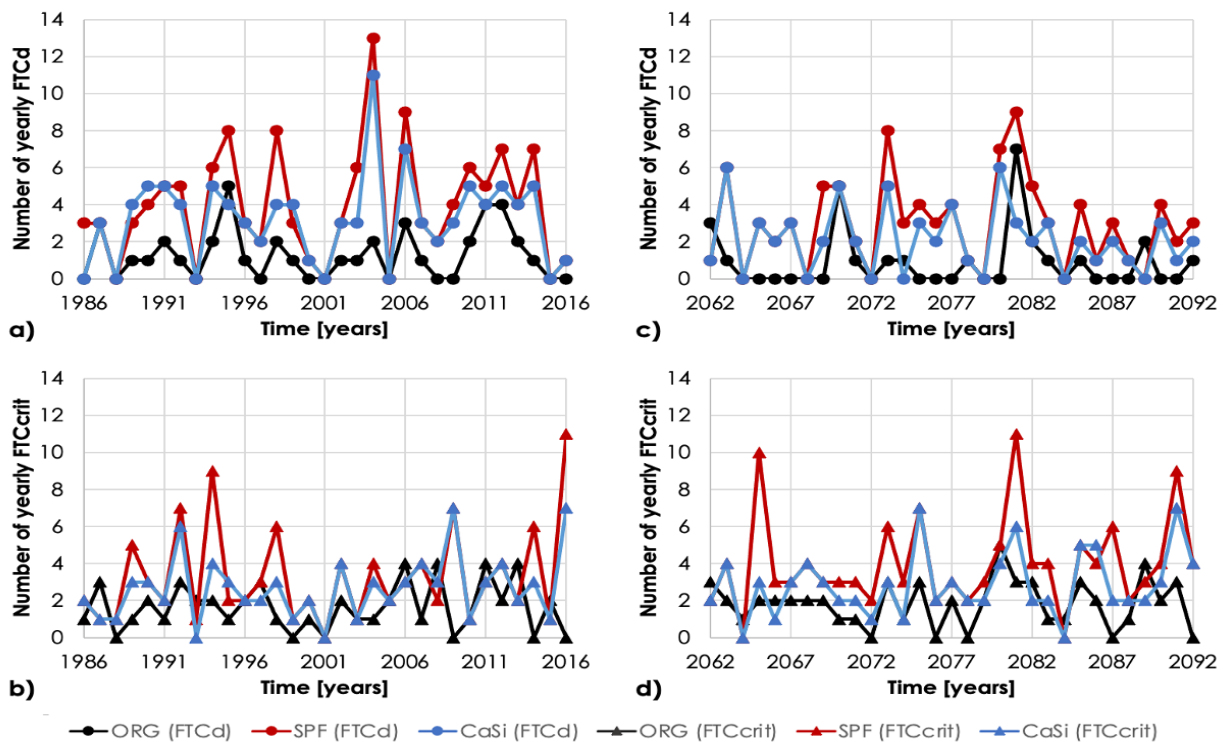 14
12
10
8
6
4
2
0
Number of yearly FTCd
1986 1991 1996 2001 2006 2011 2016
Time [years]
a)
14
12
10
8
6
4
2
0
Number of yearly FTCd
2062 2067 2072 2077 2082 2087 2092
Time [years]
c)
14
12
10
8
6
4
2
0
Number of yearly FTCcrit
1986 1991 1996 2001 2006 2011 2016
Time [years]
b)
14
12
10
8
6
4
2
0
Number of yearly FTCcrit
2062 2067 2072 2077 2082 2087 2092
Time [years]
d)
ORG (FTCd) SPF (FTCd) CaSi (FTCd) ORG (FTCcrit) SPF (FTCcrit) CaSi (FTCcrit)